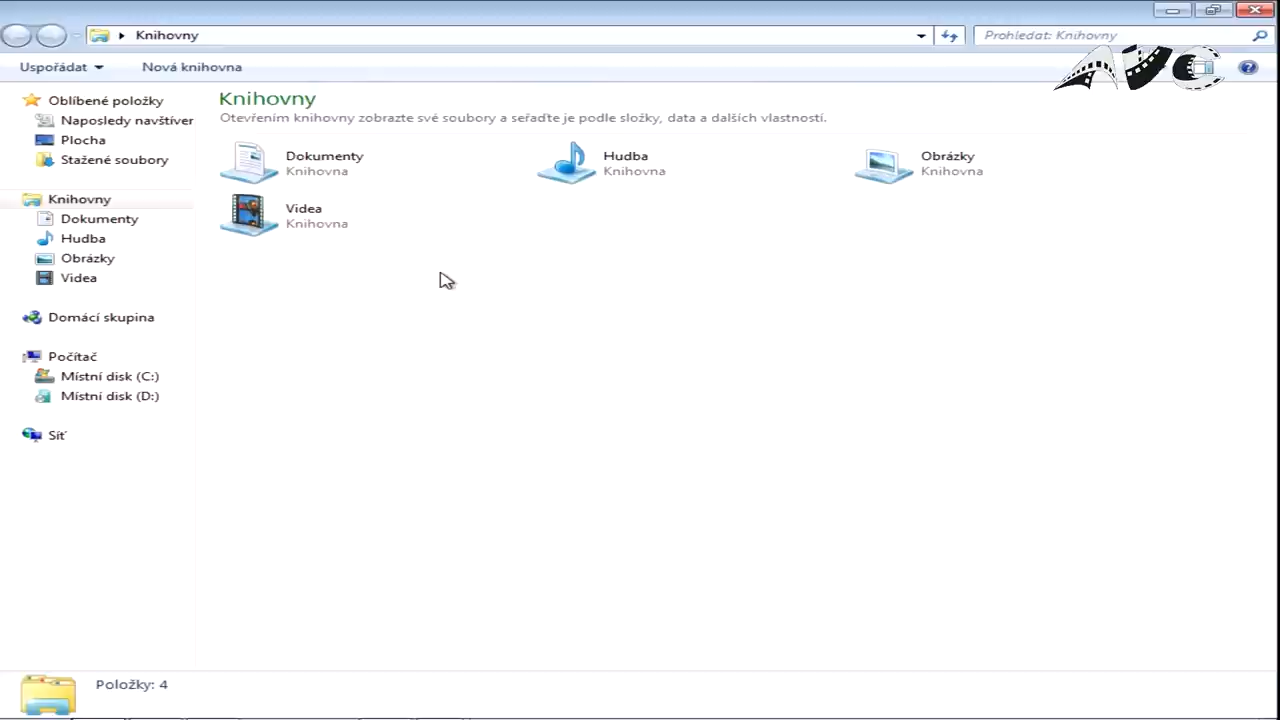 Knihovny
Prohledat: Knihovny
Uspořádat
Nová knihovna
AVC
Oblíbené položky
Naposledy navštíver
Plocha
Stažené soubory
Knihovny
Dokumenty
Hudba
Obrázky
Videa
Domácí skupina
Počítač
Místní disk (C:)
Místní disk (D:)
Síť
Knihovny
Otevřením knihovny zobrazte své soubory a seřaďte je podle složky, data a dalších vlastností.
Dokumenty
Knihovna
Hudba
Knihovna
Obrázky
Knihovna
Videa
Knihovna
Položky: 4